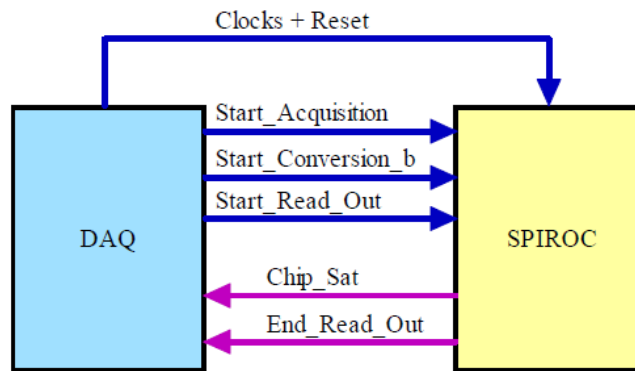 Clocks + Reset
Start_Acquisition
Start_Conversion_b
Start_Read_Out
DAQ
SPIROC
Chip_Sat
End_Read_Out